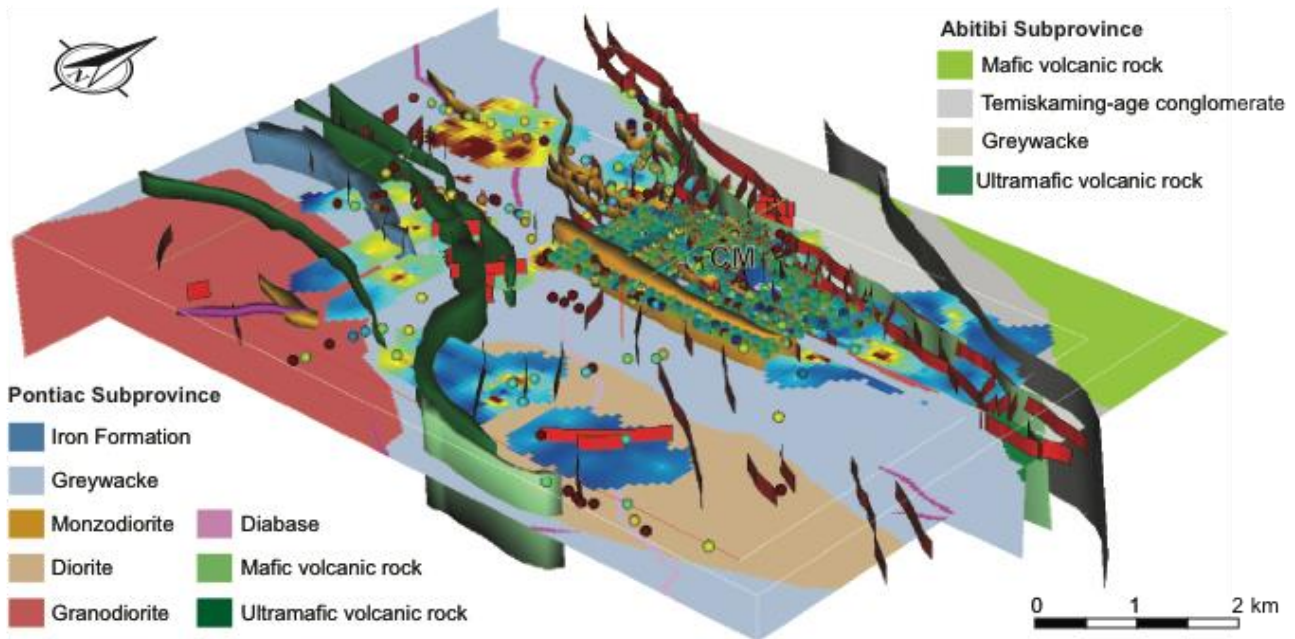 Abitibi Subprovince
Mafic volcanic rock
Temiskaming-age conglomerate
Greywacke
Ultramafic volcanic rock
CM
Pontiac Subprovince
Iron Formation
Greywacke
Monzodiorite
Diorite
Granodiorite
Diabase
Mafic volcanic rock
Ultramafic volcanic rock
0 1 2 km